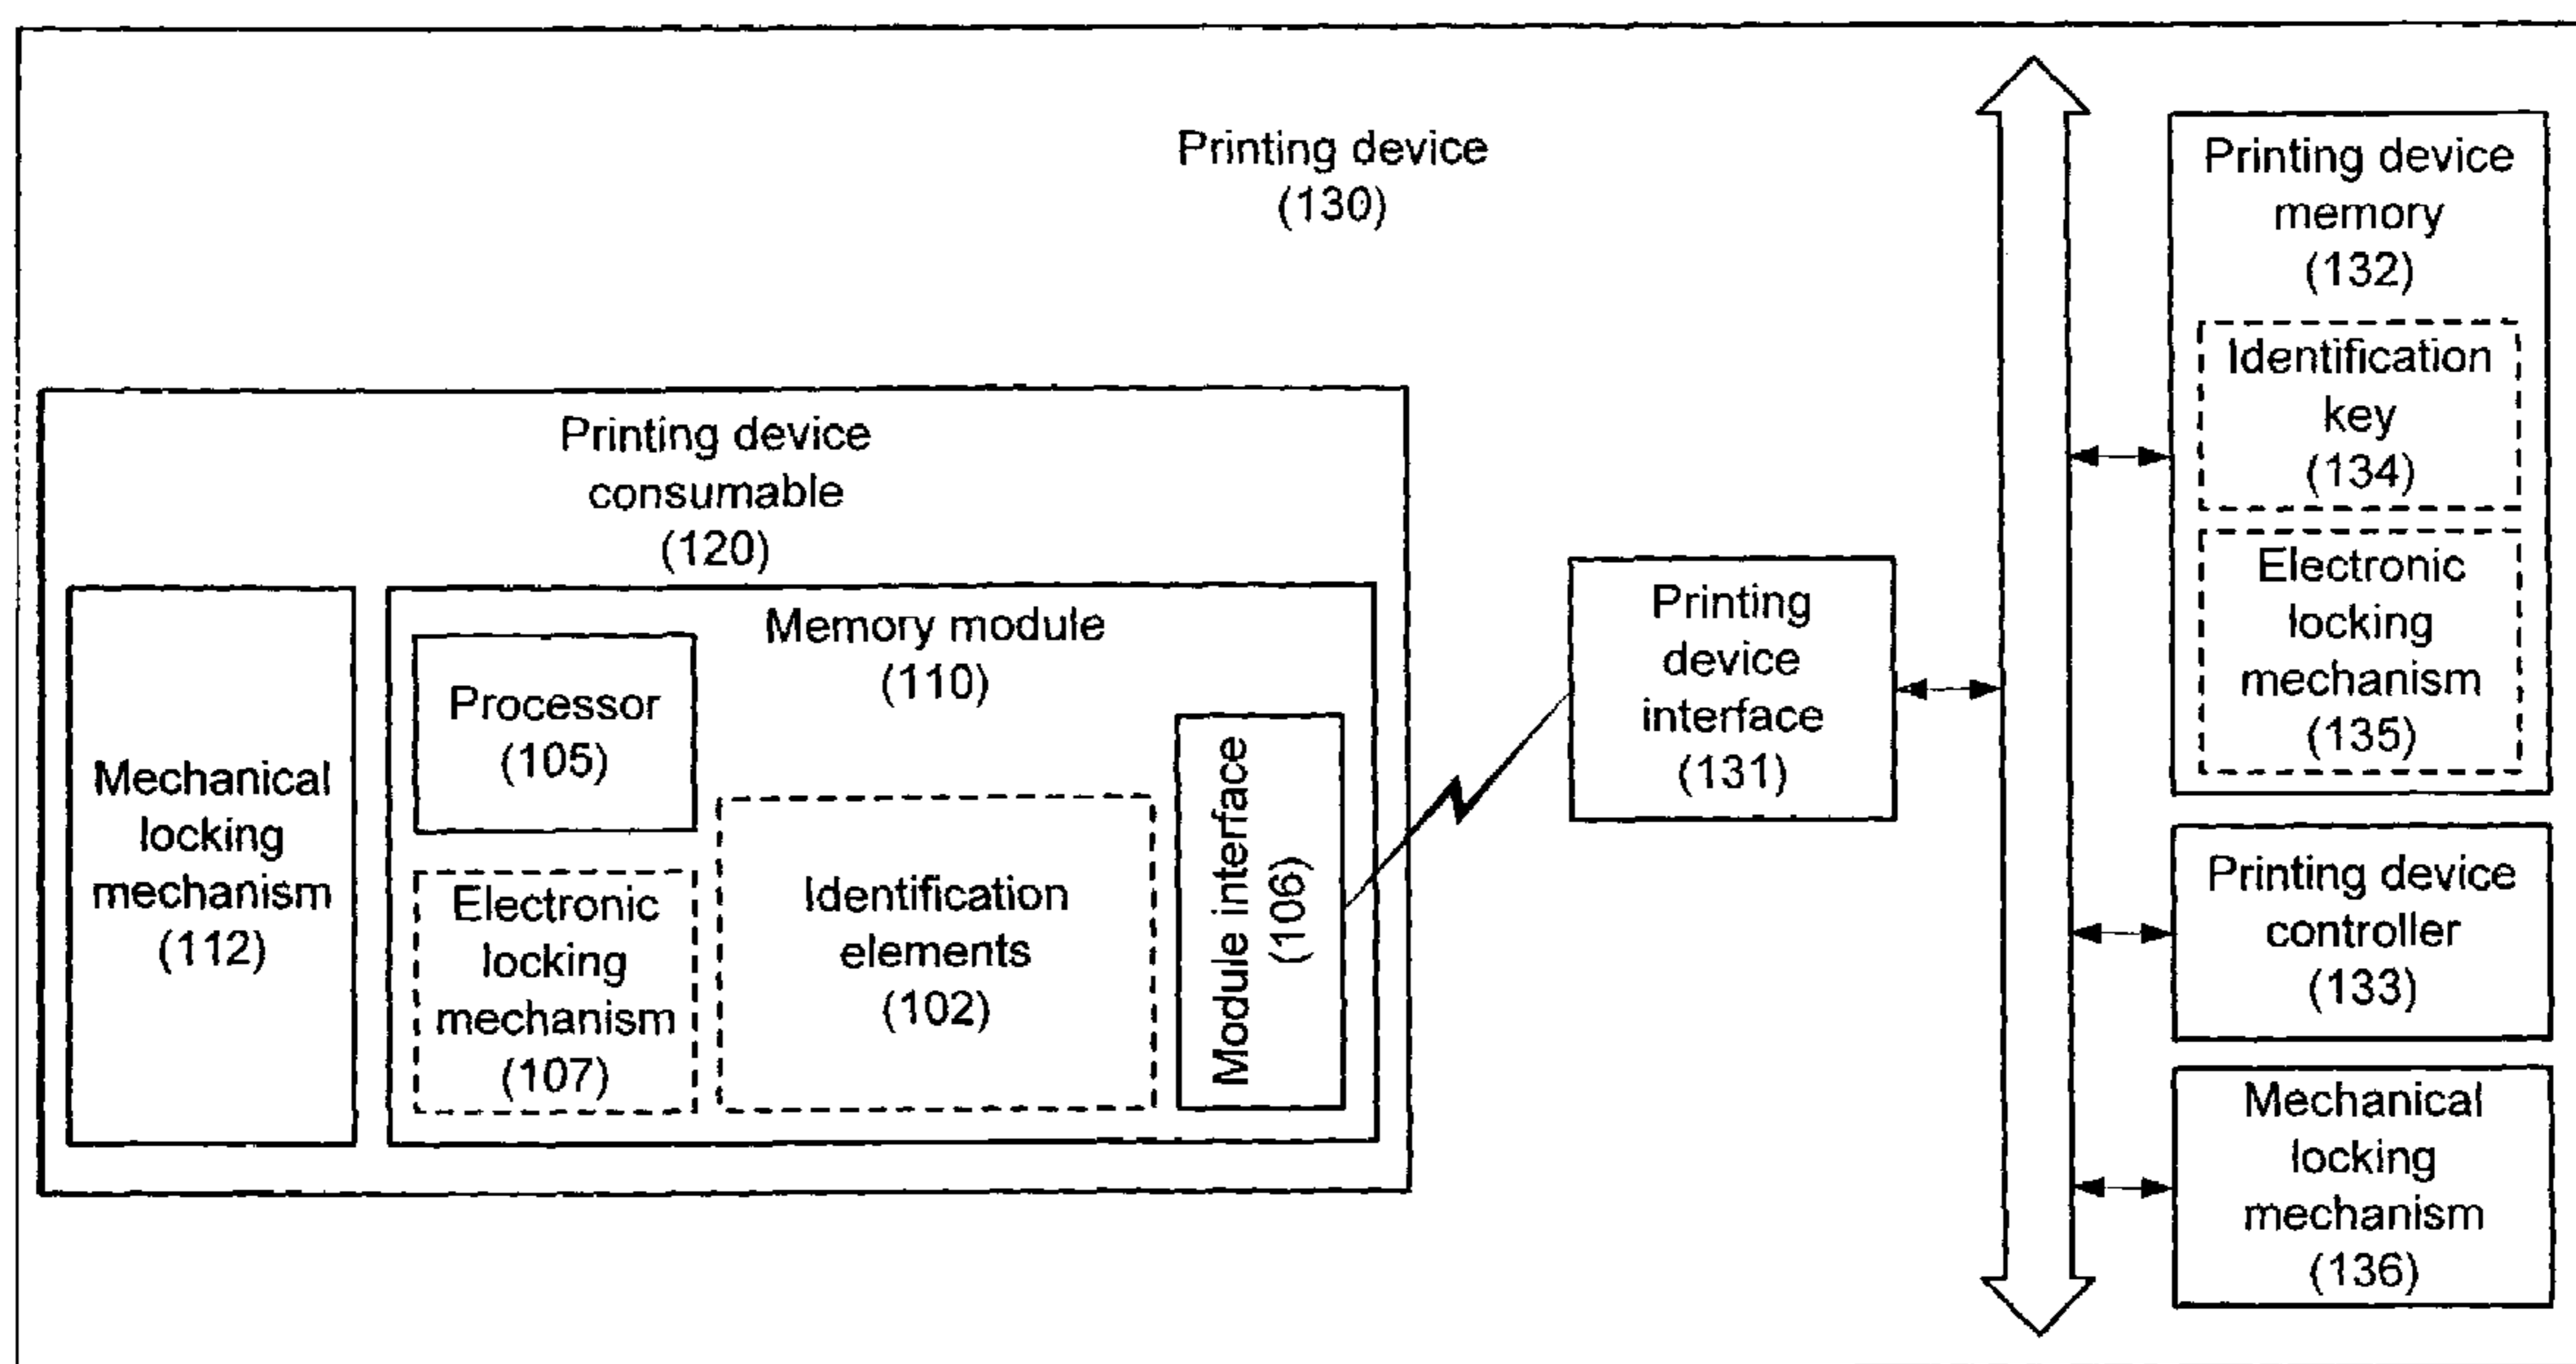 Printing device
(130)
Printing device
consumable
(120)
Mechanical
locking
mechanism
(112)
Memory module
(110)
Processor
(105)
Electronic
locking
mechanism
(107)
Identification
elements
(102)
Module interface
(106)
Printing
device
interface
(131)
Printing device
memory
(132)
Identification
key
(134)
Electronic
locking
mechanism
(135)
Printing device
controller
(133)
Mechanical
locking
mechanism
(136)